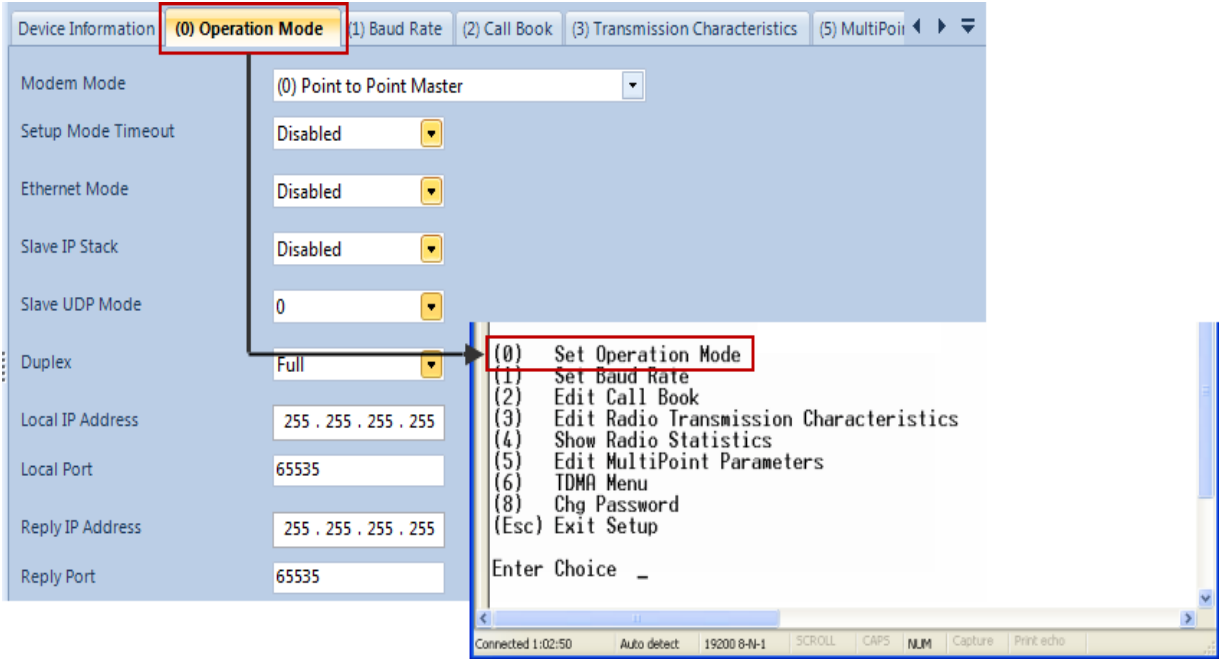 Device Information (0) Operation Mode (1) Baud Rate (2) Call Book (3) Transmission Characteristics (5) MultiPoi
Modem Mode (0) Point to Point Master
Setup Mode Timeout Disabled
Ethernet Mode Disabled
Slave IP Stack Disabled
Slave UDP Mode 0
Duplex Full
Local IP Address 255 . 255 . 255 . 255
Local Port 65535
Reply IP Address 255 . 255 . 255 . 255
Reply Port 65535
(0) Set Operation Mode
(1) Set Baud Rate
(2) Edit Call Book
(3) Edit Radio Transmission Characteristics
(4) Show Radio Statistics
(5) Edit MultiPoint Parameters
(6) TDMA Menu
(8) Chg Password
(Esc) Exit Setup
Enter Choice _
Connected 1:02:50 Auto detect 19200 8-N-1 SCROLL CAPS NUM Capture Print echo